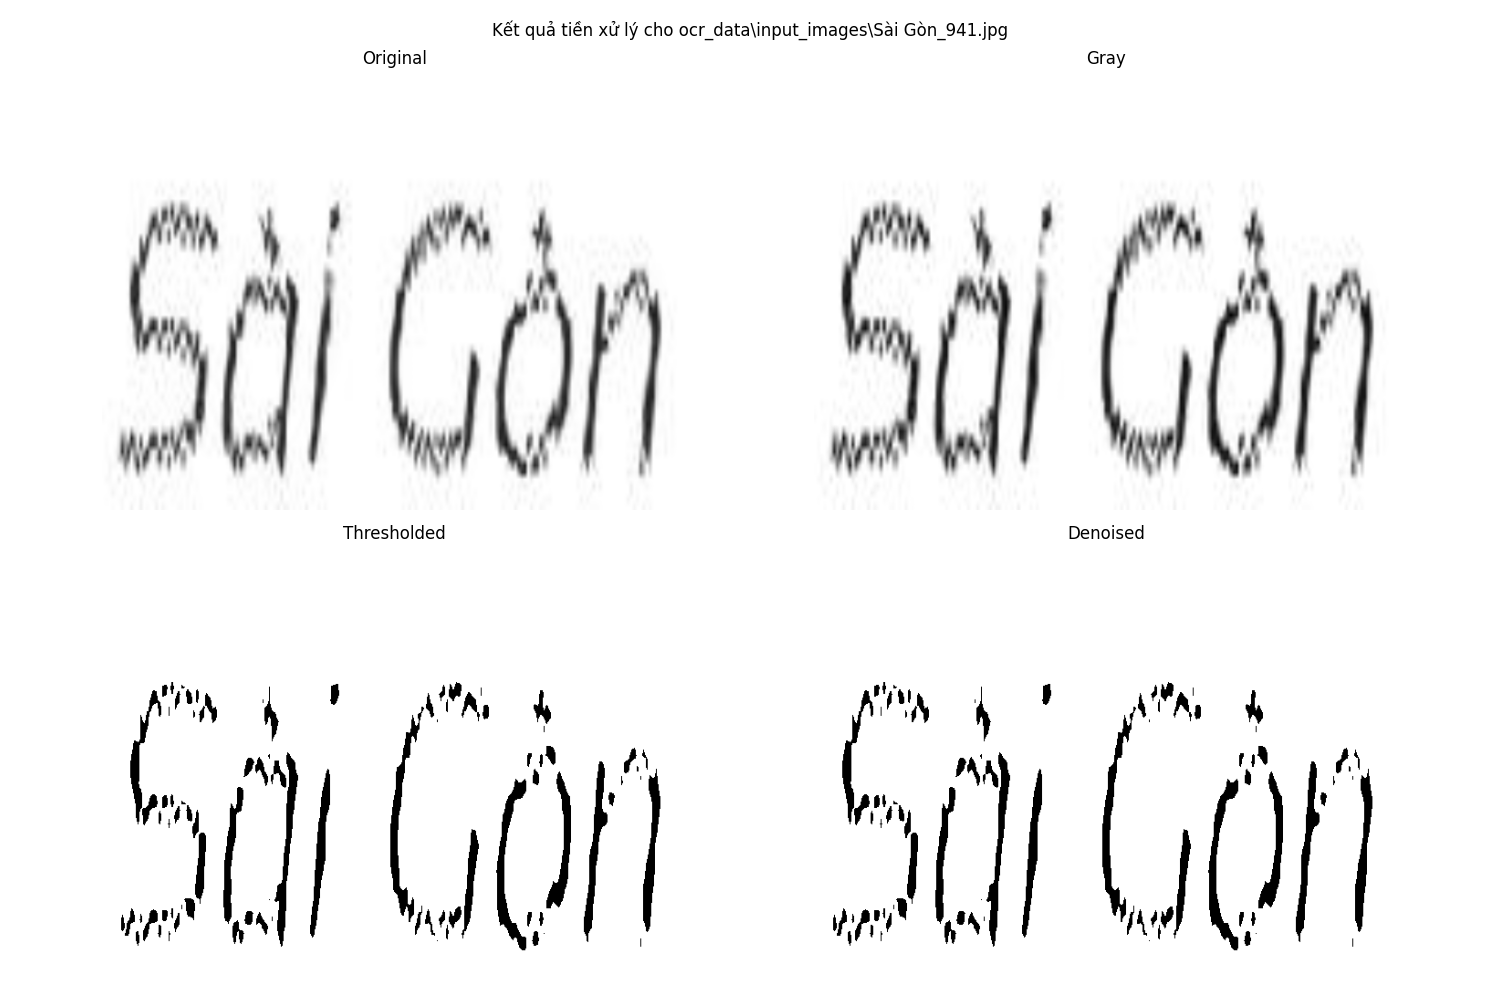 Kết quả tiền xử lý cho ocr_data\input_images\Sài Gòn_941.jpg
Original
Gray
Sài Gòn
Sài Gòn
Thresholded
Denoised
Sài Gòn
Sài Gòn